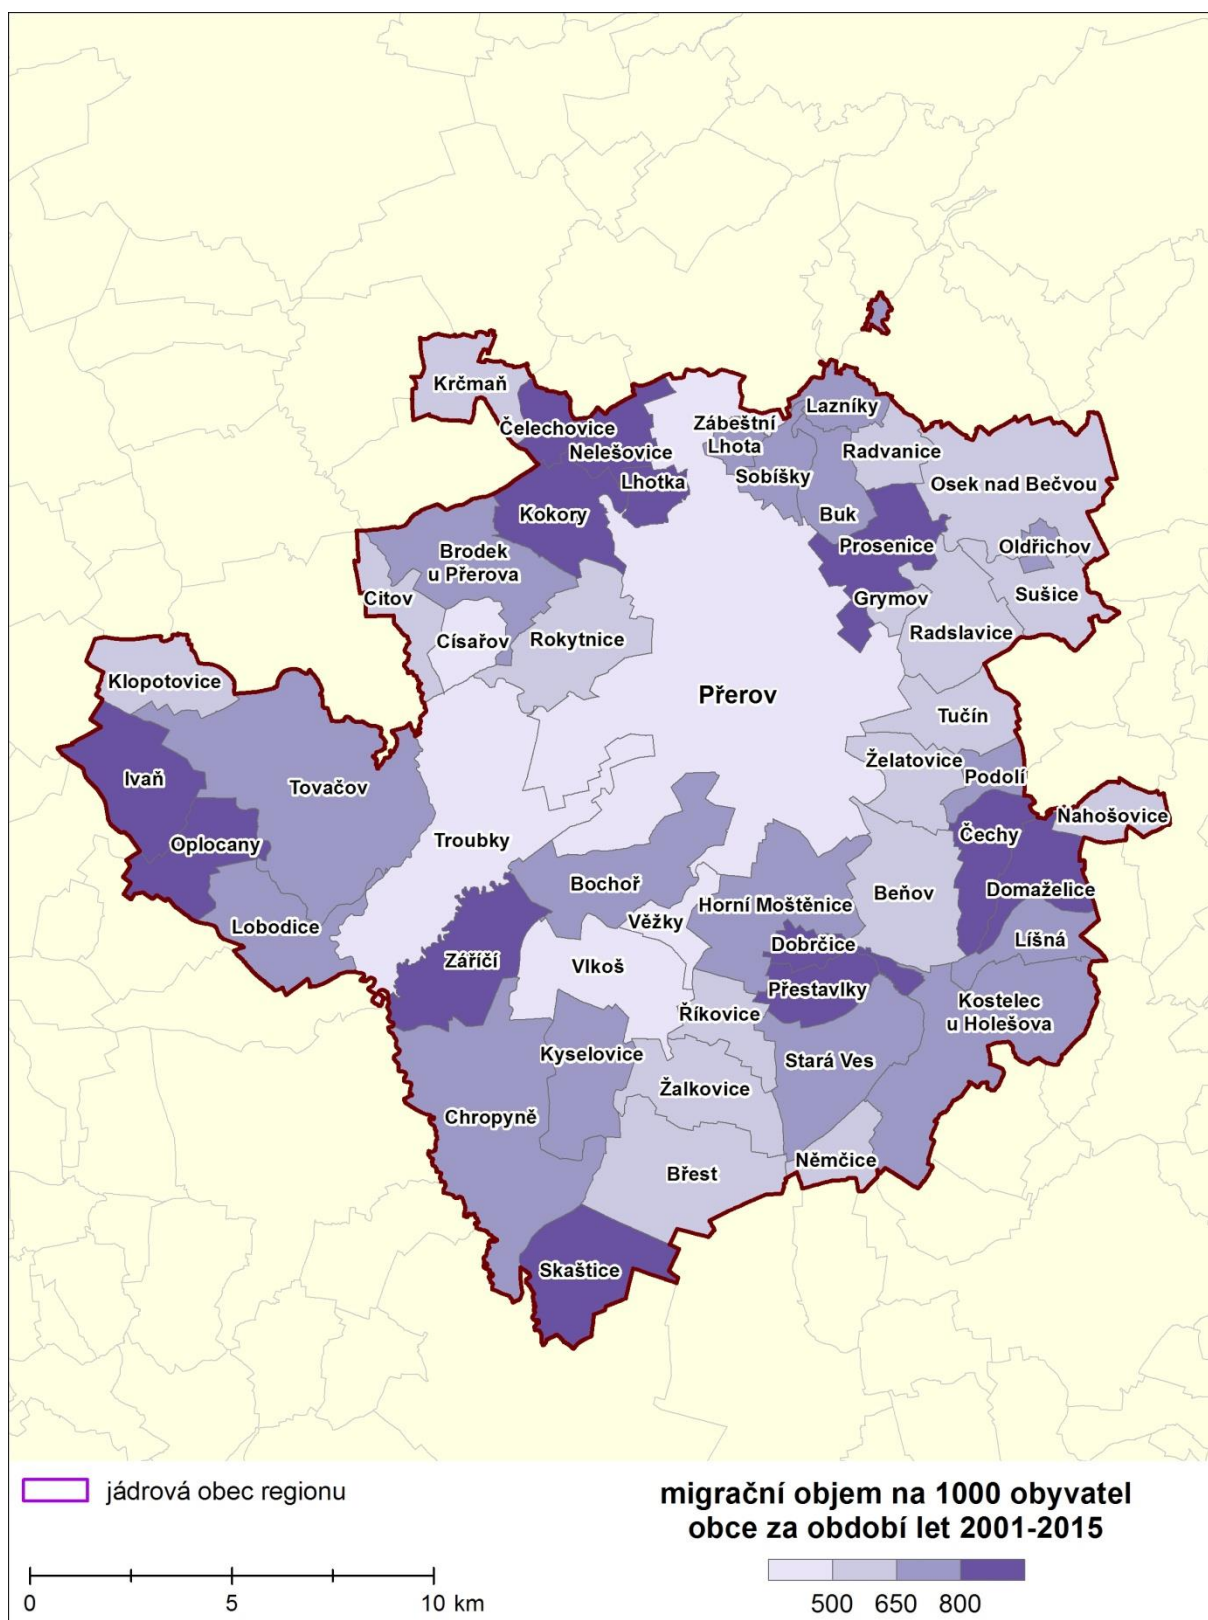 Krčmaň
Čelechovice
Nelešovice
Zábeštní
Lhota
Lazníky
Radvanice
Lhotka
Sobíšky
Osek nad Bečvou
Kokory
Buk
Brodek
u Přerova
Prosenice
Oldřichov
Citov
Grymov
Sušice
Císařov
Rokytnice
Radslavice
Klopotovice
Přerov
Tučín
Ivaň
Tovačov
Želatovice
Podolí
Nahošovice
Oplocany
Troubky
Čechy
Bochoř
Domaželice
Lobodice
Věžky
Horní Moštěnice
Beňov
Líšná
Dobrčice
Záříčí
Vlkoš
Přestavlky
Kostelec
u Holešova
Říkovice
Kyselovice
Stará Ves
Žalkovice
Chropyně
Břest
Němčice
Skaštice
jádrová obec regionu
migrační objem na 1000 obyvatel
obce za období let 2001-2015
0 5 10 km
500 650 800